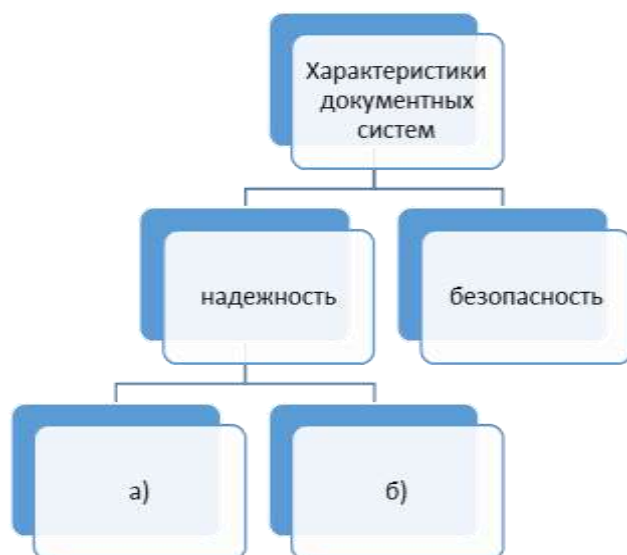 Характеристики
документных
систем
надежность
безопасность
а)
б)